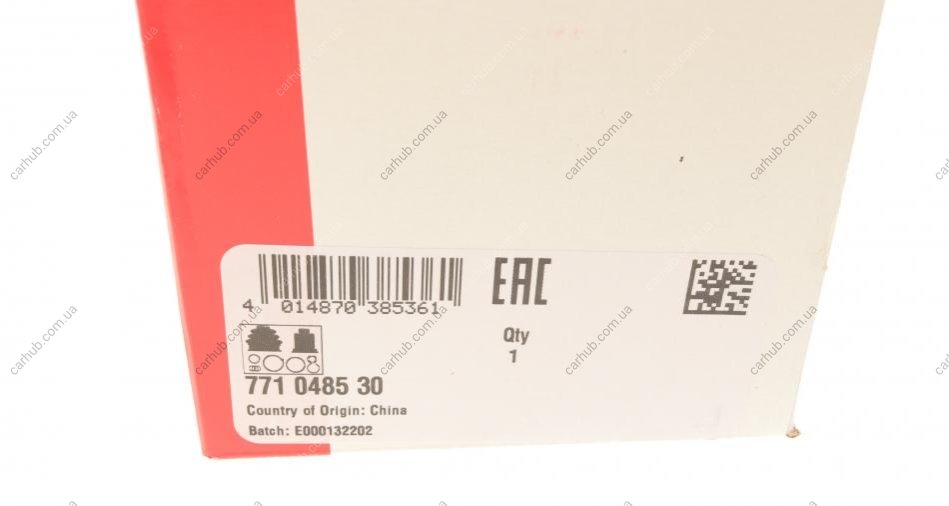 4 014870 385361
EAC
Qty
1
771 0485 30
Country of Origin: China
Batch: E000132202
carhub.com.ua